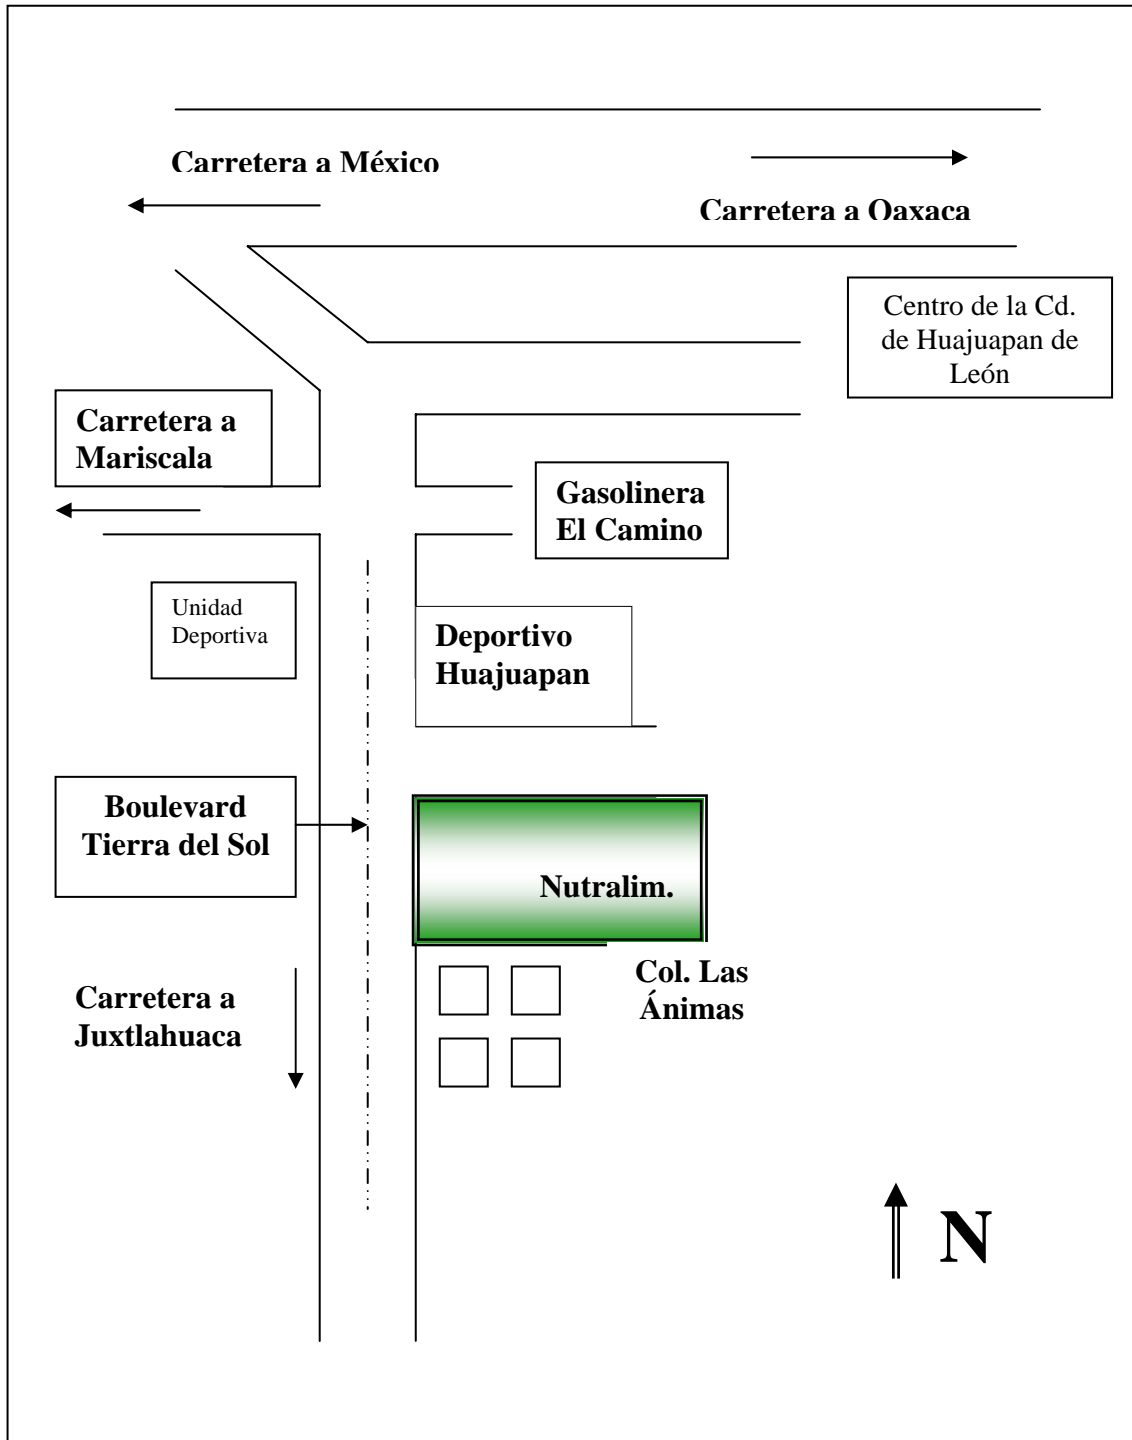 Carretera a México
Carretera a Oaxaca
Centro de la Cd.
de Huajuapan de
León
Carretera a
Mariscala
Gasolinera
El Camino
Unidad
Deportiva
Deportivo
Huajuapan
Boulevard
Tierra del Sol
Nutralim.
Col. Las
Ánimas
Carretera a
Juxtlahuaca
N